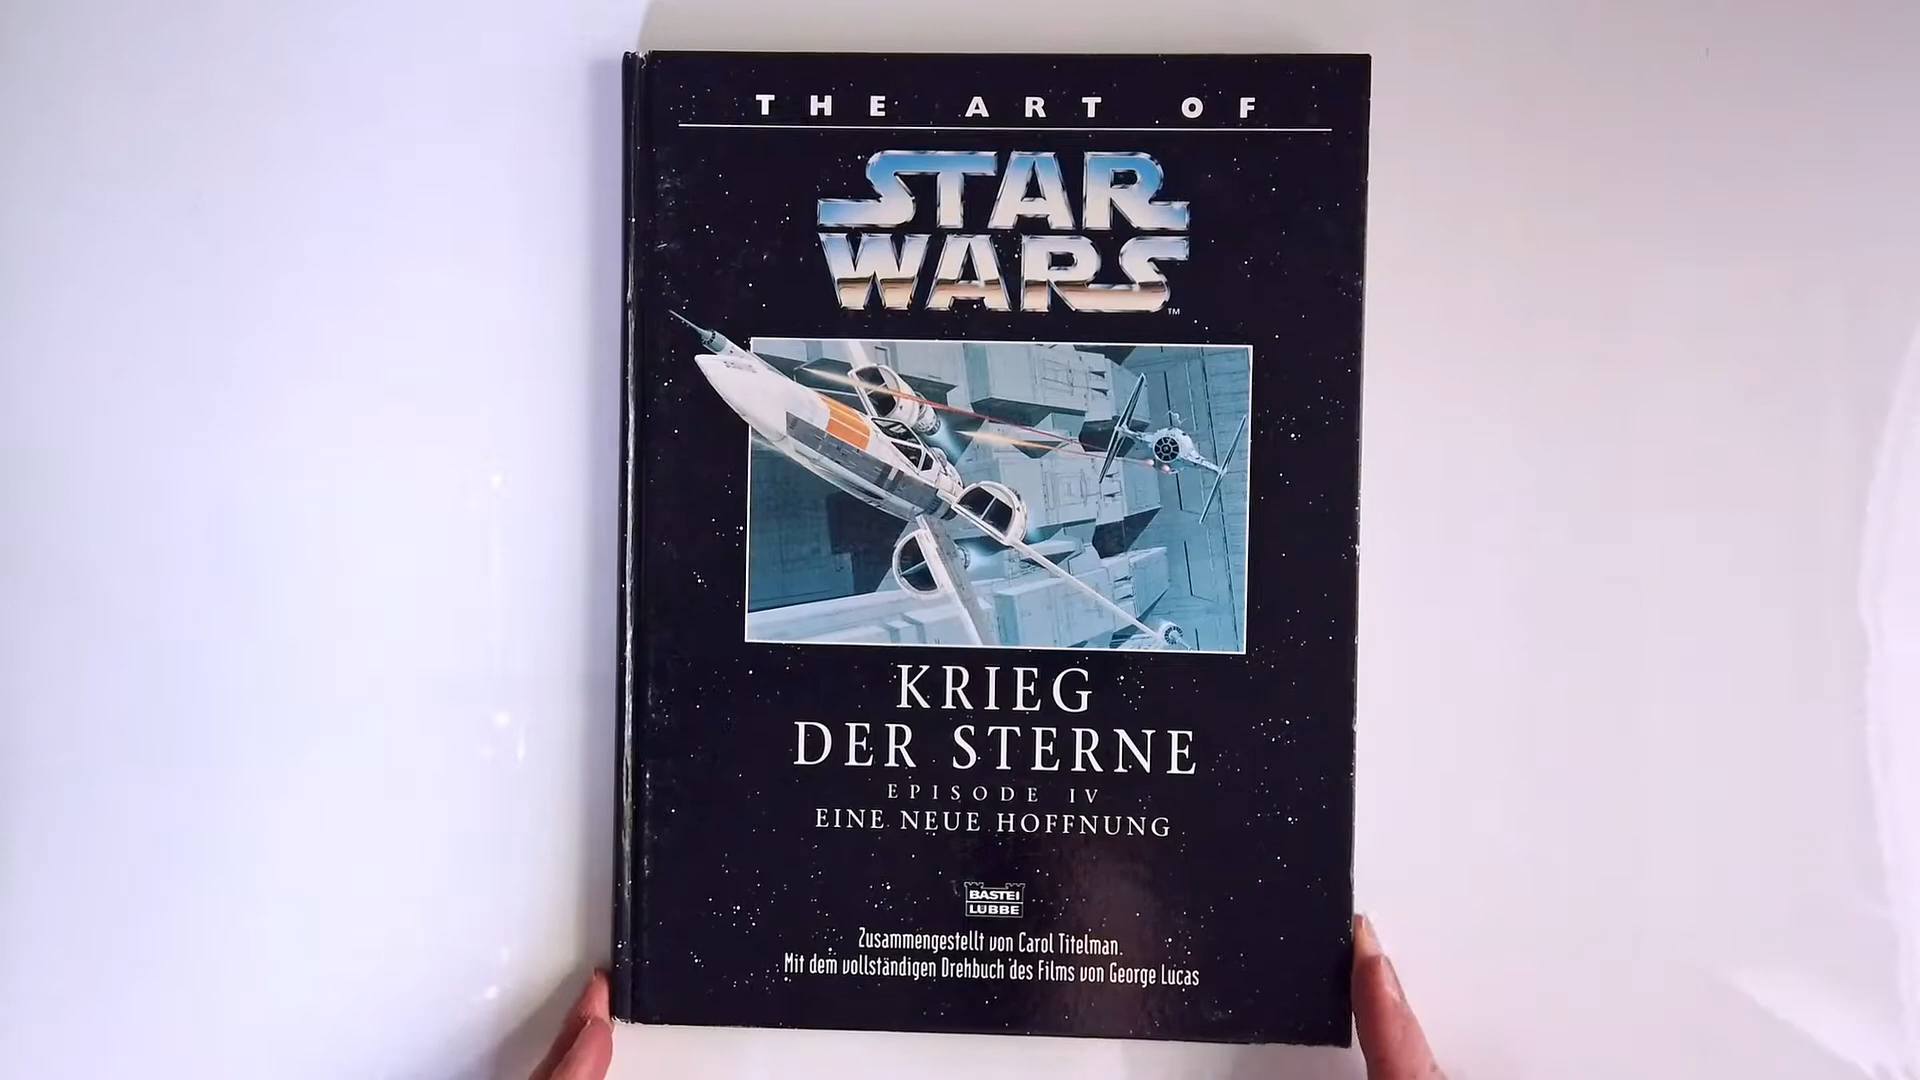 THE ART OF
STAR
WARS
TM
KRIEG
DER STERNE
EPISODE IV
EINE NEUE HOFFNUNG
BASTEI
LÜBBE
Zusammengestellt von Carol Titelman.
Mit dem vollständigen Drehbuch des Films von George Lucas